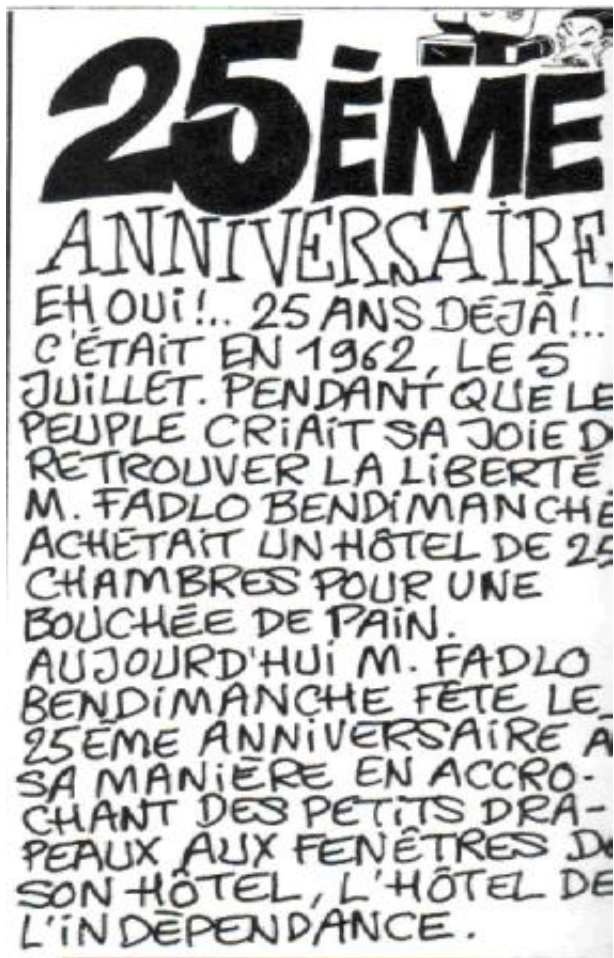 25ÈME
ANNIVERSAIRE
EH OUI!.. 25 ANS DÉJÀ!..
C'ÉTAIT EN 1962, LE 5
JUILLET. PENDANT QUE LE
PEUPLE CRIAIT SA JOIE D
RETROUVER LA LIBERTÉ
M. FADLO BENDIMANCHE
ACHETAIT UN HÔTEL DE 25
CHAMBRES POUR UNE
BOUCHÉE DE PAIN.
AUJOURD'HUI M. FADLO
BENDIMANCHE FÊTE LE
25ÈME ANNIVERSAIRE À
SA MANIÈRE EN ACCRO-
CHANT DES PETITS DRA-
PEAUX AUX FENÊTRES DE
SON HÔTEL, L'HÔTEL DE
L'INDÉPENDANCE.